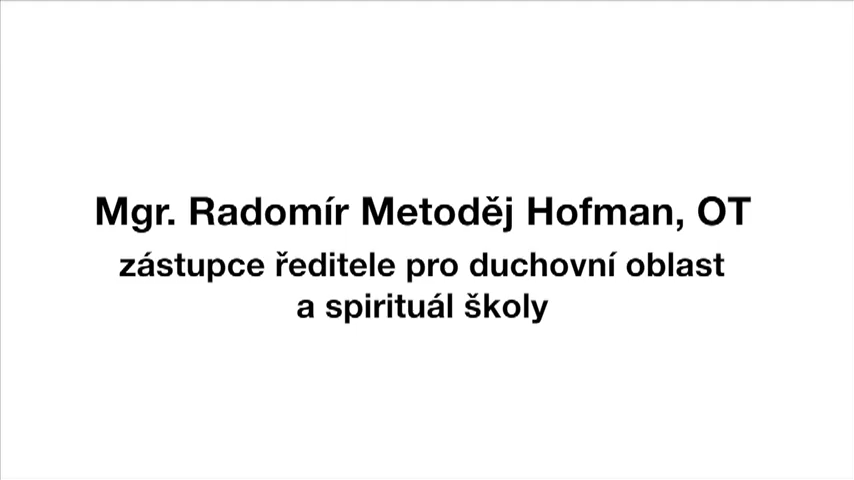 Mgr. Radomír Metoděj Hofman, OT
zástupce ředitele pro duchovní oblast
a spirituál školy